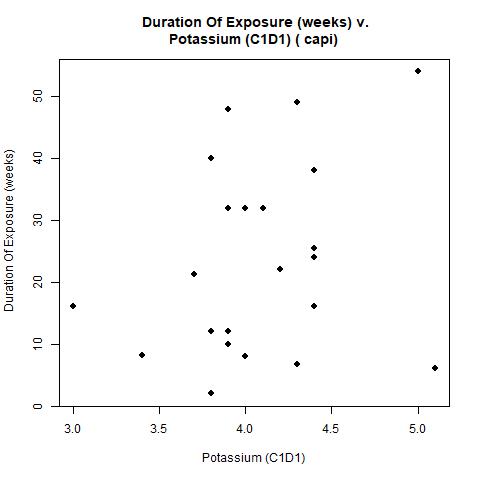 Duration Of Exposure (weeks) v.
Potassium (C1D1) ( capi)
Duration Of Exposure (weeks)
50
40
30
20
10
0
3.0 3.5 4.0 4.5 5.0
Potassium (C1D1)